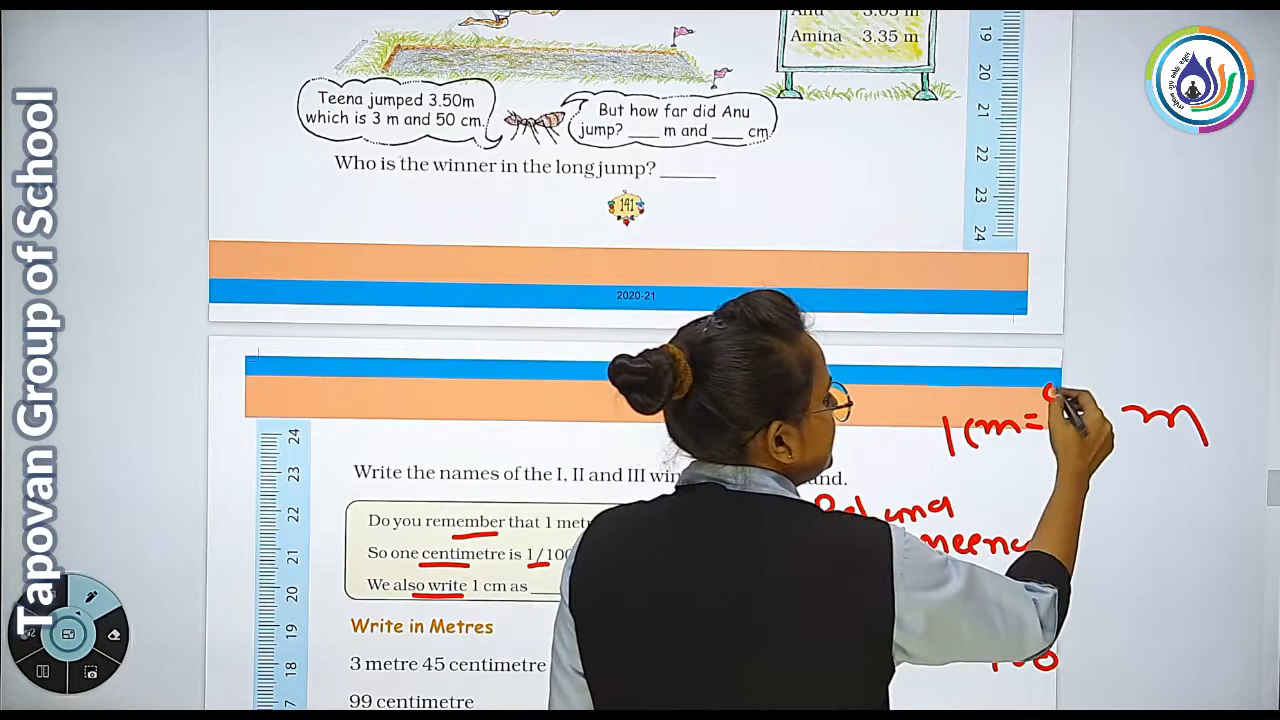 Anu 3.05 m
Amina 3.35 m
Teena jumped 3.50m
which is 3 m and 50 cm.
But how far did Anu
jump? ____ m and ____ cm.
Who is the winner in the long jump? ______
141
2020-21
19
20
21
22
23
24
Tapovan Group of School
1cm= m
Write the names of the I, II and III
Do you remember that 1
So one centimetre is 1/100
We also write 1 cm as
Write in Metres
3 metre 45 centimetre
99 centimetre
24
23
22
21
20
19
18